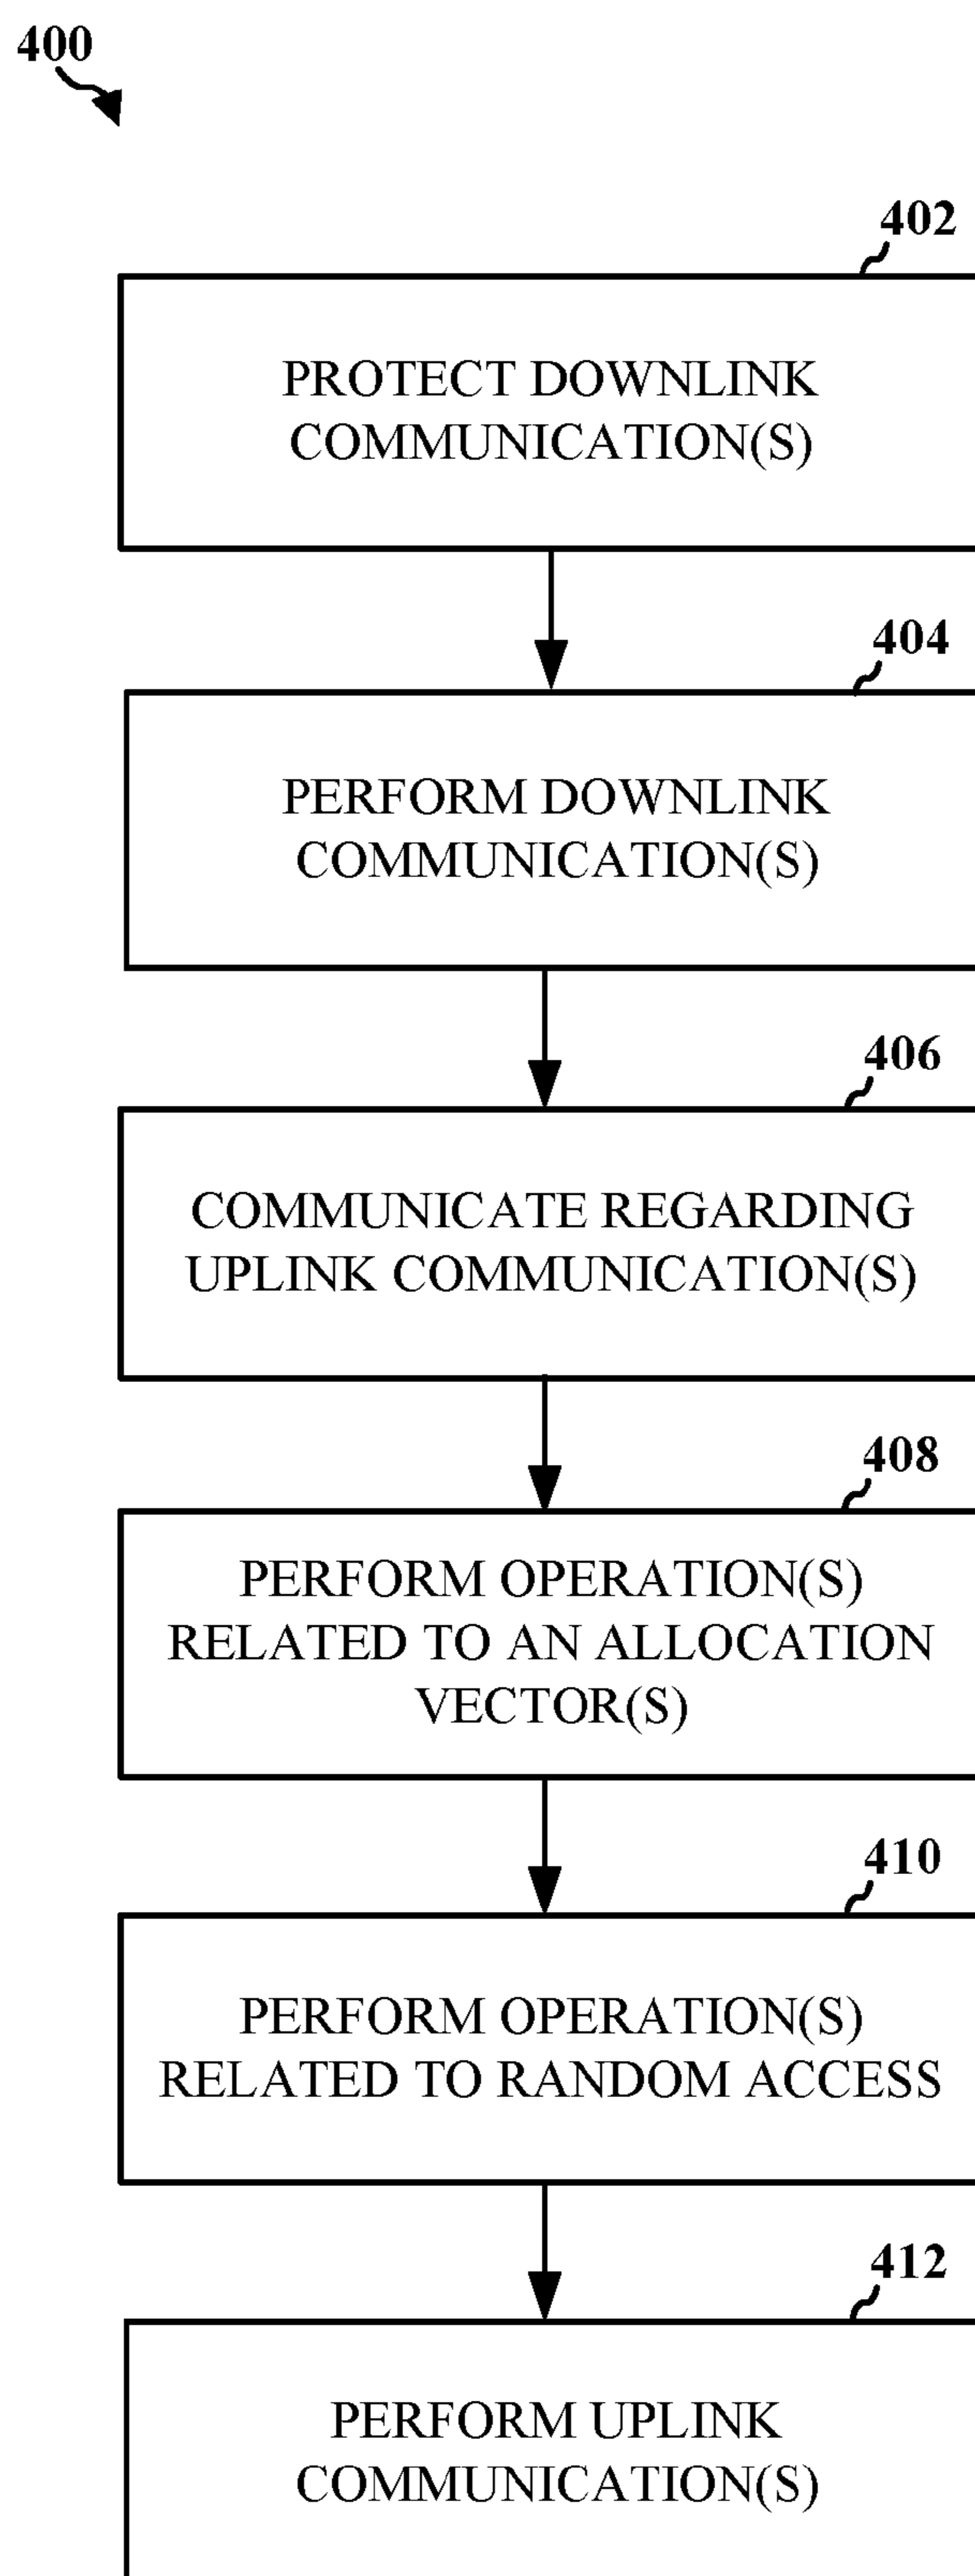 400
402
PROTECT DOWNLINK
COMMUNICATION(S)
404
PERFORM DOWNLINK
COMMUNICATION(S)
406
COMMUNICATE REGARDING
UPLINK COMMUNICATION(S)
408
PERFORM OPERATION(S)
RELATED TO AN ALLOCATION
VECTOR(S)
410
PERFORM OPERATION(S)
RELATED TO RANDOM ACCESS
412
PERFORM UPLINK
COMMUNICATION(S)